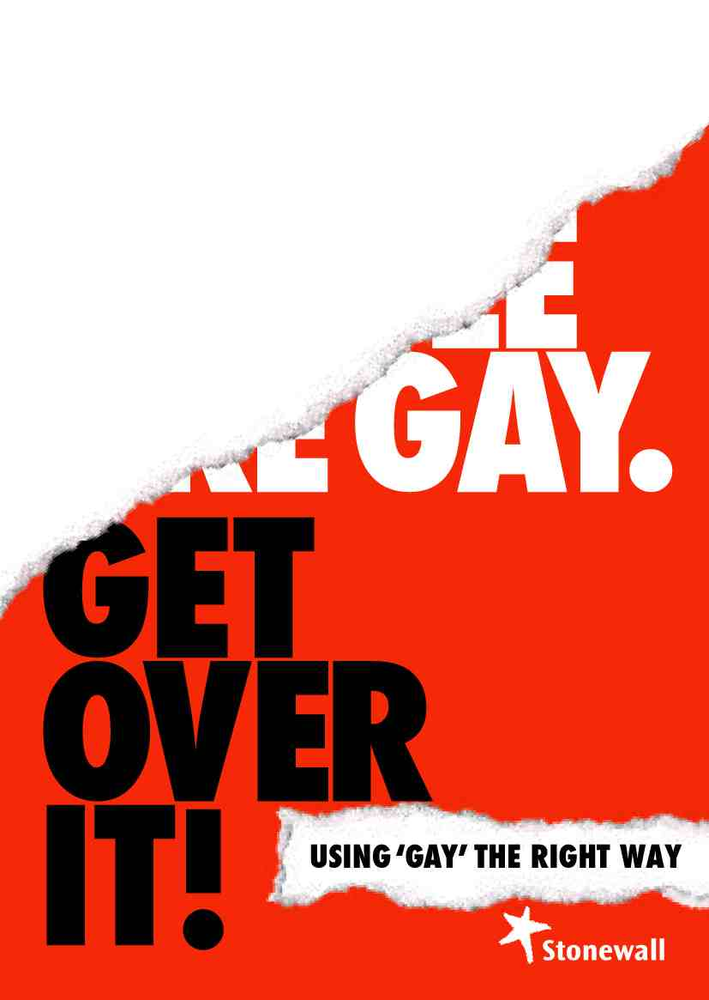 GAY.
GET
OVER
IT!
USING ‘GAY’ THE RIGHT WAY
Stonewall